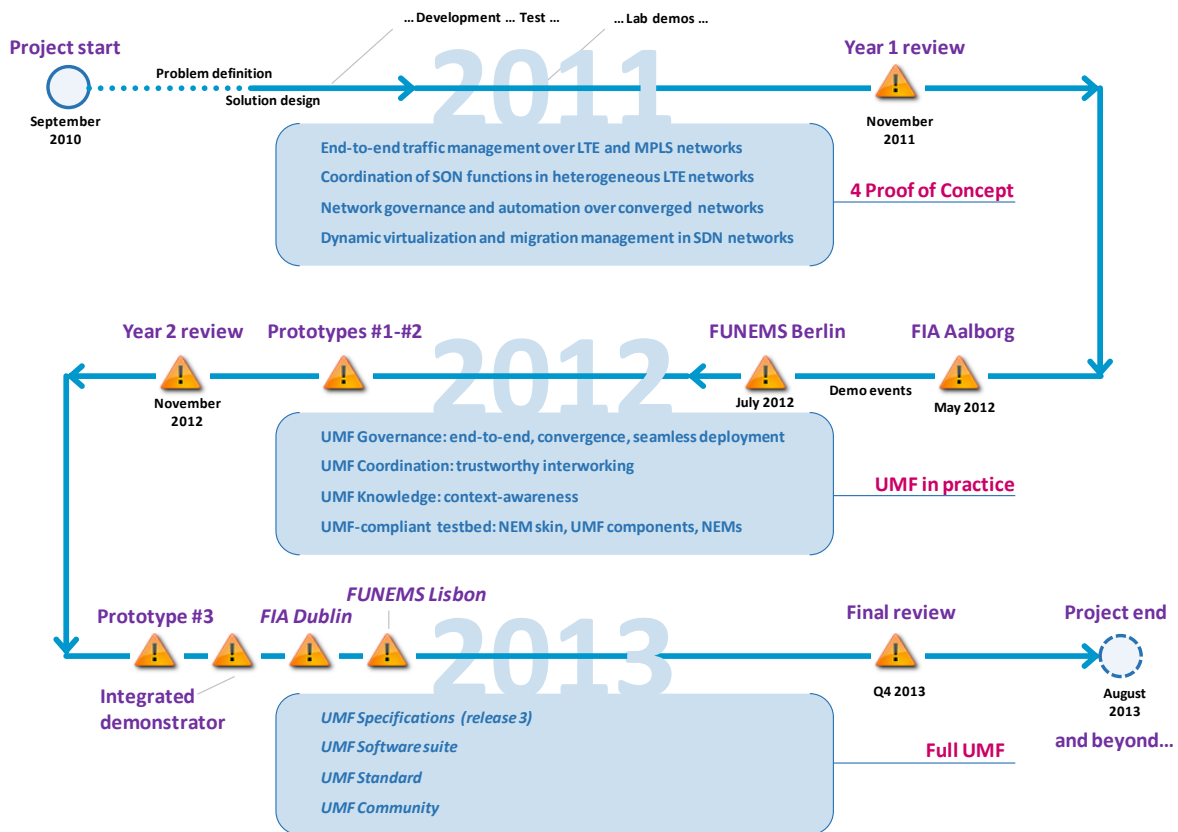 ... Development ... Test ...
... Lab demos ...
Project start
Year 1 review
2011
Problem definition
Solution design
September
2010
November
2011
End-to-end traffic management over LTE and MPLS networks
Coordination of SON functions in heterogeneous LTE networks
Network governance and automation over converged networks
Dynamic virtualization and migration management in SDN networks
4 Proof of Concept
Year 2 review
Prototypes #1-#2
2012
FUNEMS Berlin
FIA Aalborg
November
2012
July 2012
Demo events
May 2012
UMF Governance: end-to-end, convergence, seamless deployment
UMF Coordination: trustworthy interworking
UMF Knowledge: context-awareness
UMF-compliant testbed: NEM skin, UMF components, NEMs
UMF in practice
Prototype #3
FIA Dublin
FUNEMS Lisbon
2013
Final review
Project end
Integrated
demonstrator
Q4 2013
August
2013
and beyond...
UMF Specifications (release 3)
UMF Software suite
UMF Standard
UMF Community
Full UMF